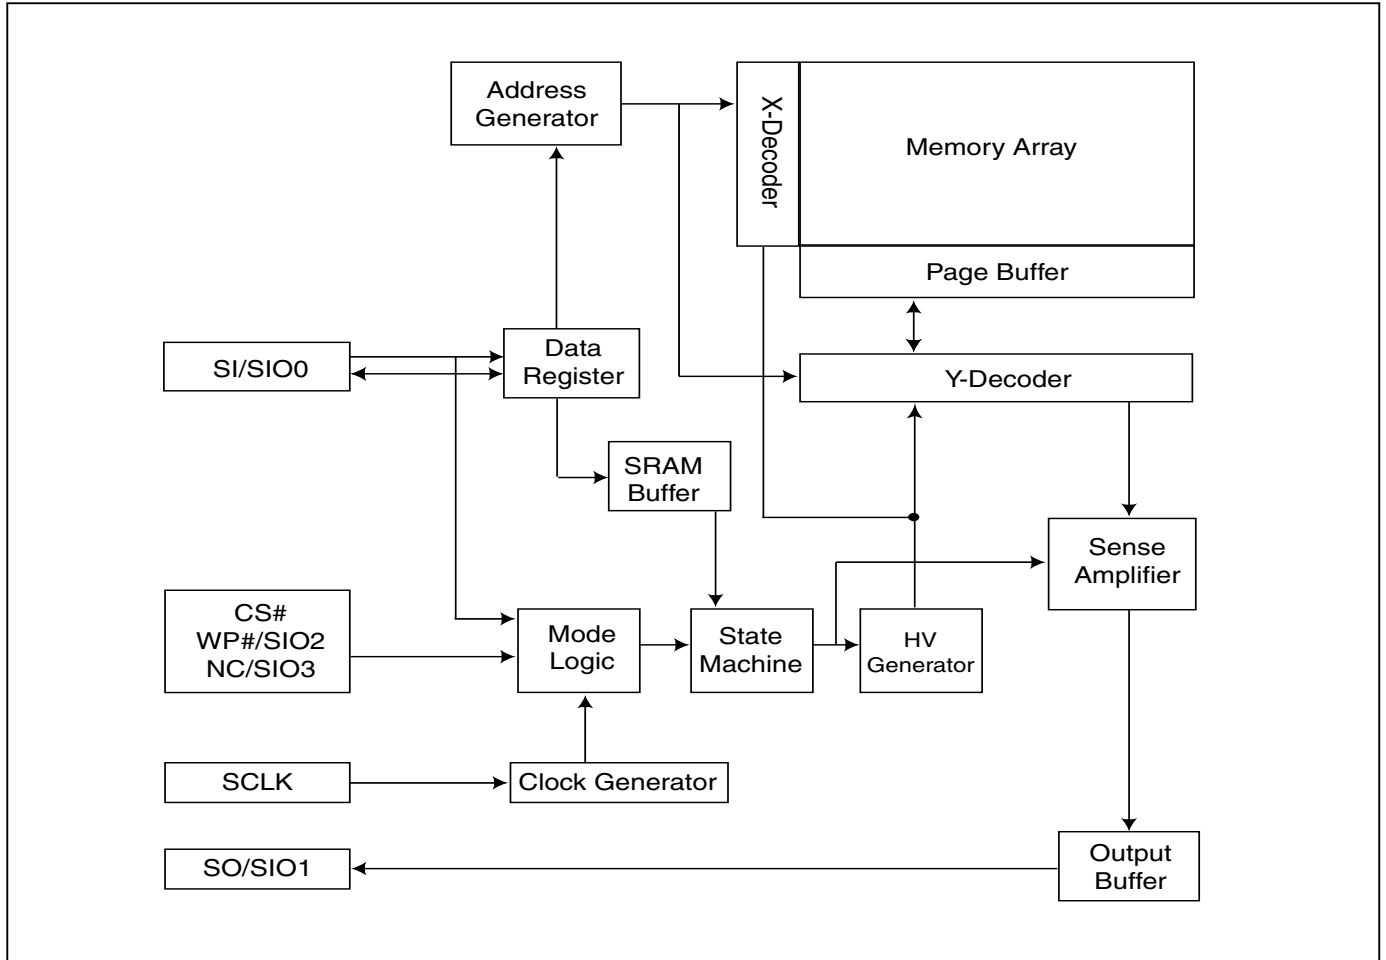 Address
Generator
X-Decoder
Memory Array
Page Buffer
SI/SIO0
Data
Register
Y-Decoder
SRAM
Buffer
Sense
Amplifier
CS#
WP#/SIO2
NC/SIO3
Mode
Logic
State
Machine
HV
Generator
SCLK
Clock Generator
SO/SIO1
Output
Buffer